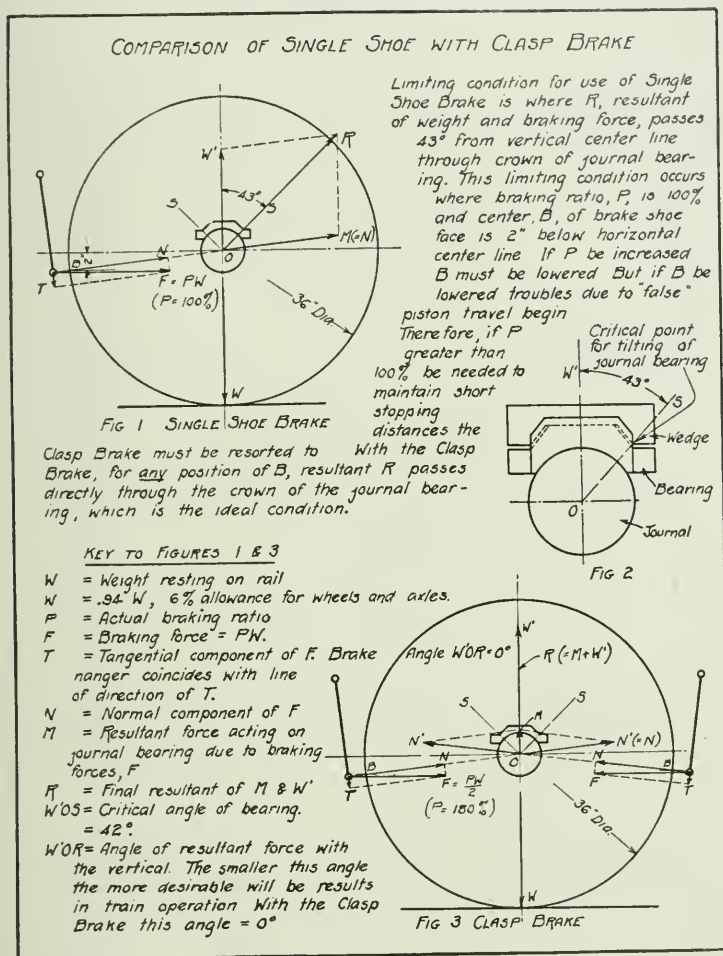 COMPARISON OF SINGLE SHOE WITH CLASP BRAKE
Limiting condition for use of Single
Shoe Brake is where R, resultant
of weight and braking force, passes
43° from vertical center line
through crown of journal bear-
ing. This limiting condition occurs
where braking ratio, P, is 100%
and center, B, of brake shoe
face is 2" below horizontal
center line If P be increased
B must be lowered But if B be
lowered troubles due to "false"
piston travel begin
Therefore, if P
greater than
100% be needed to
maintain short
stopping
distances the
Clasp Brake must be resorted to With the Clasp
Brake, for any position of B, resultant R passes
directly through the crown of the journal bear-
ing, which is the ideal condition.
W'
R
43°
S
S
M(=N)
O
N
B
2"
T
F = PW
(P = 100%)
36" Dia.
W
FIG 1 SINGLE SHOE BRAKE
Critical point
for tilting of
journal bearing
W'
43°
S
Wedge
Bearing
O
Journal
FIG 2
KEY TO FIGURES 1 & 3
W = Weight resting on rail
W = .94 W, 6% allowance for wheels and axles.
P = Actual braking ratio
F = Braking force = PW.
T = Tangential component of F. Brake
hanger coincides with line
of direction of T.
N = Normal component of F
M = Resultant force acting on
journal bearing due to braking
forces, F
R = Final resultant of M & W'
W'OS = Critical angle of bearing.
= 42°.
W'OR = Angle of resultant force with
the vertical. The smaller this angle
the more desirable will be results
in train operation With the Clasp
Brake this angle = 0°
Angle W'OR=0°
W'
R(=M+W')
S
S
M
N'
N'(=N)
O
B
N
N
B
T
F
F = PW/2
(P = 150%)
T
36" Dia.
W
FIG 3 CLASP BRAKE